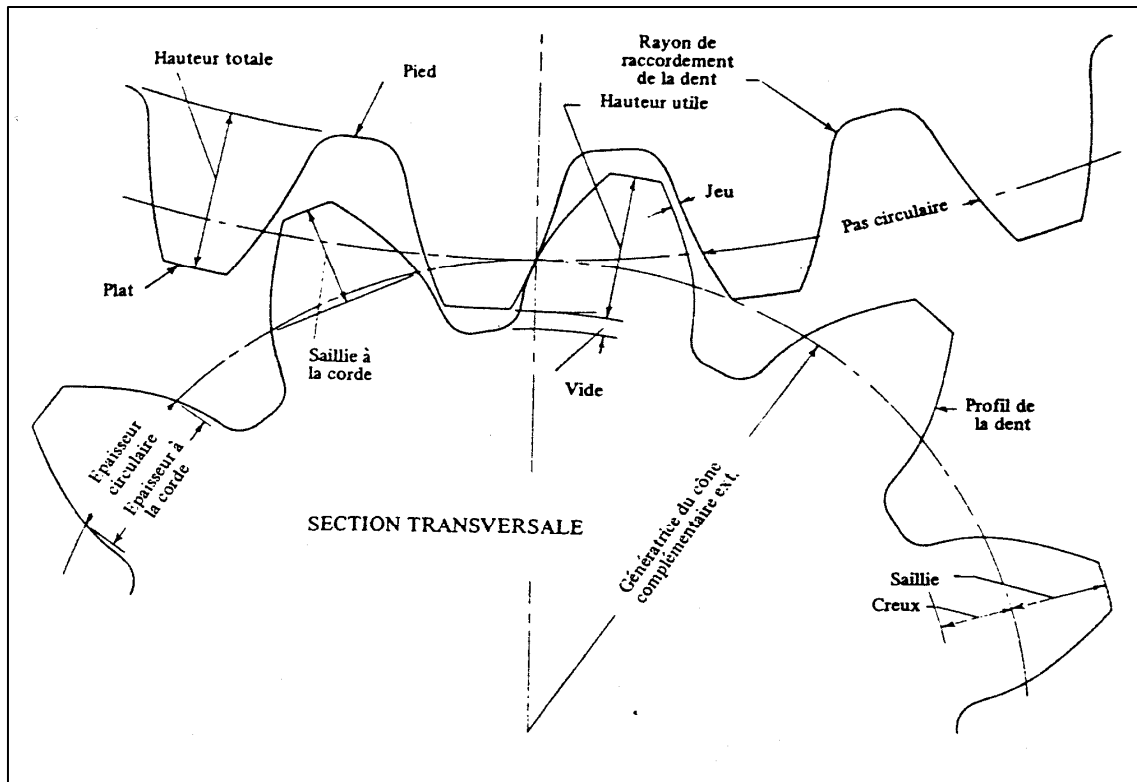 Hauteur totale
Pied
Rayon de
raccordement
de la dent
Hauteur utile
Jeu
Pas circulaire
Plat
Saillie à
la corde
Vide
Profil de
la dent
Epaisseur
circulaire
Epaisseur à
la corde
SECTION TRANSVERSALE
Génératrice du cône
complémentaire ext.
Saillie
Creux